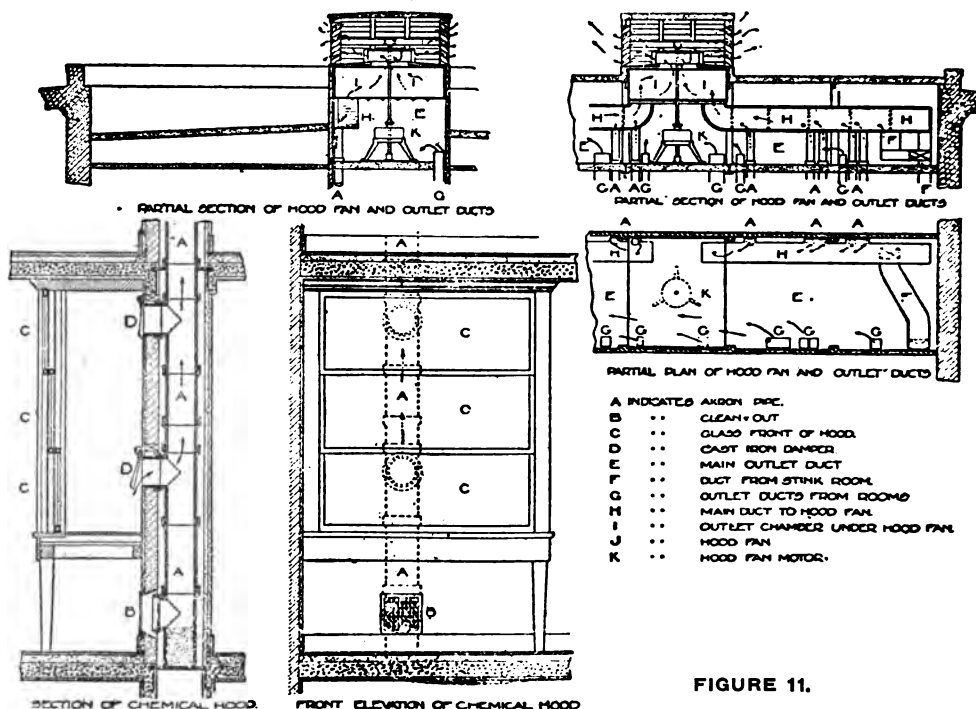 I
J
H
E
K
A
G
• PARTIAL SECTION OF HOOD FAN AND OUTLET DUCTS
I I
H H H
E K E F
G A A G G G A A G A F
PARTIAL SECTION OF HOOD FAN AND OUTLET DUCTS
A A A A
H H
E K E F
G G G G G G
PARTIAL PLAN OF HOOD FAN AND OUTLET DUCTS
A INDICATES AKRON PIPE.
B " CLEAN-OUT
C " GLASS FRONT OF HOOD.
D " CAST IRON DAMPER
E " MAIN OUTLET DUCT
F " DUCT FROM STINK ROOM.
G " OUTLET DUCTS FROM ROOMS
H " MAIN DUCT TO HOOD FAN.
I " OUTLET CHAMBER UNDER HOOD FAN.
J " HOOD FAN
K " HOOD FAN MOTOR.
A
C D
A
C
D
C
A
B
SECTION OF CHEMICAL HOOD.
A
C
A C
C
A
B
A
FRONT ELEVATION OF CHEMICAL HOOD
FIGURE 11.